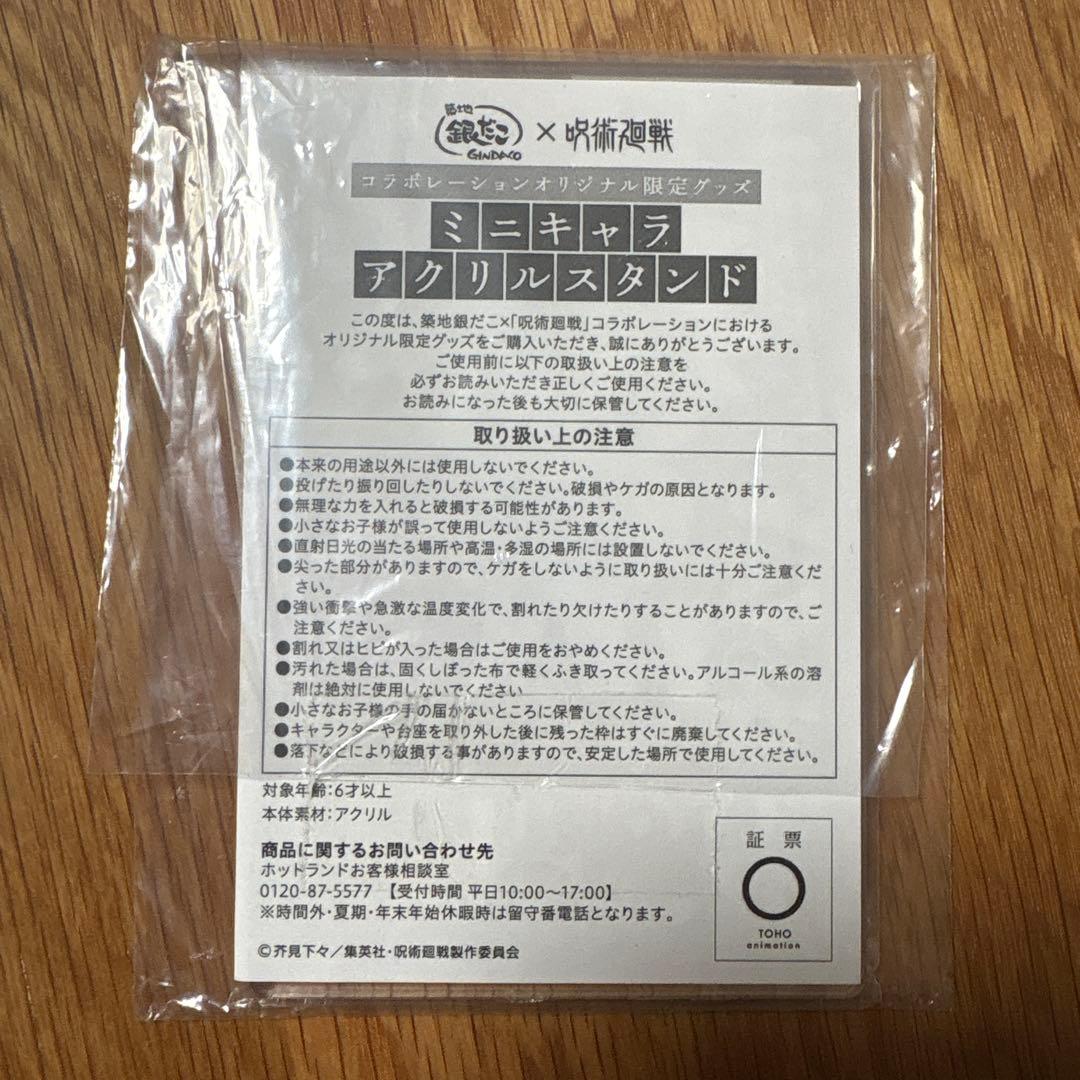 築地
銀だこ
GINDACO
× 呪術廻戦
コラボレーションオリジナル限定グッズ
ミニキャラ
アクリルスタンド
この度は、築地銀だこ×「呪術廻戦」コラボレーションにおける
オリジナル限定グッズをご購入いただき、誠にありがとうございます。
ご使用前に以下の取扱い上の注意を
必ずお読みいただき正しくご使用ください。
お読みになった後も大切に保管してください。
取り扱い上の注意
●本来の用途以外には使用しないでください。
●投げたり振り回したりしないでください。破損やケガの原因となります。
●無理な力を入れると破損する可能性があります。
●小さなお子様が誤って使用しないようご注意ください。
●直射日光の当たる場所や高温・多湿の場所には設置しないでください。
●尖った部分がありますので、ケガをしないように取り扱いには十分ご注意くだ
さい。
●強い衝撃や急激な温度変化で、割れたり欠けたりすることがありますので、ご
注意ください。
●割れ又はヒビが入った場合はご使用をおやめください。
●汚れた場合は、固くしぼった布で軽くふき取ってください。アルコール系の溶
剤は絶対に使用しないでください
●小さなお子様の手の届かないところに保管してください。
●キャラクターや台座を取り外した後に残った枠はすぐに廃棄してください。
●落下などにより破損する事がありますので、安定した場所で使用してください。
対象年齢:6才以上
本体素材:アクリル
商品に関するお問い合わせ先
ホットランドお客様相談室
0120-87-5577 【受付時間 平日10:00〜17:00】
※時間外・夏期・年末年始休暇時は留守番電話となります。
©芥見下々／集英社・呪術廻戦製作委員会
証票
TOHO
animation